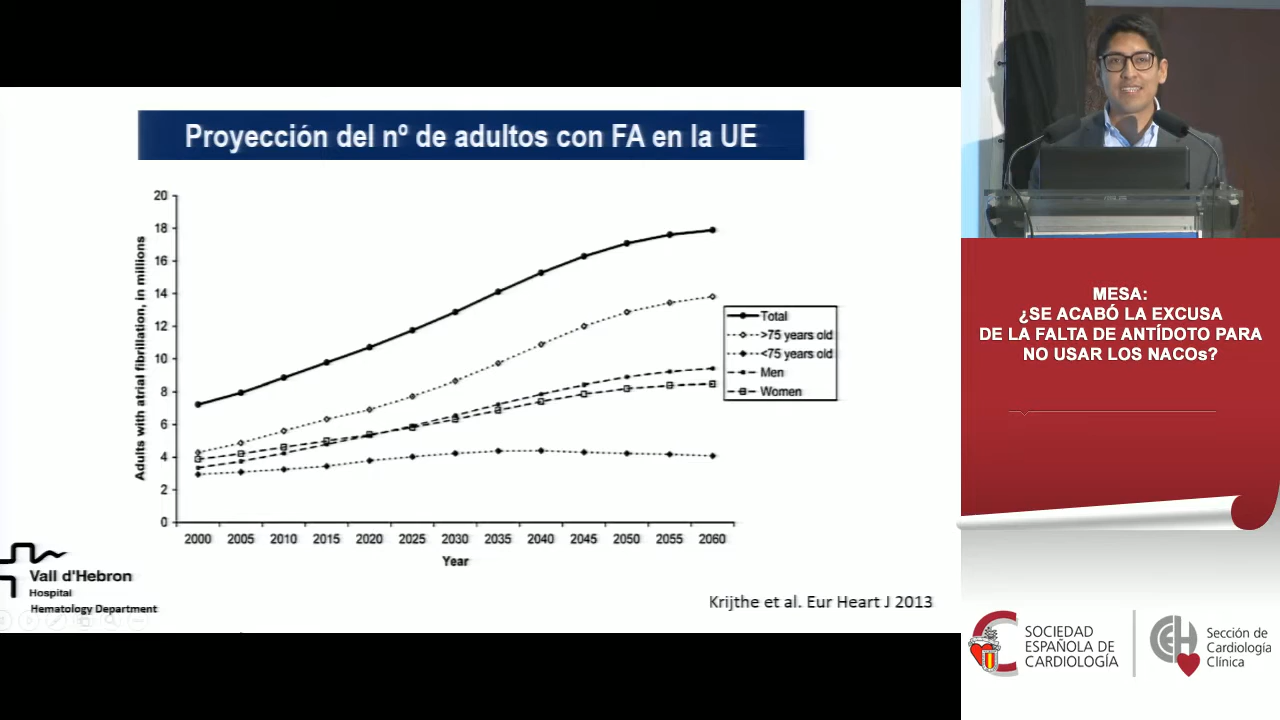 Proyección del nº de adultos con FA en la UE
Adults with atrial fibrillation, in millions
20
18
16
14
12
10
8
6
4
2
0
2000 2005 2010 2015 2020 2025 2030 2035 2040 2045 2050 2055 2060
Year
Total
>75 years old
<75 years old
Men
Women
Vall d'Hebron
Hospital
Hematology Department
Krijthe et al. Eur Heart J 2013
MESA:
¿SE ACABÓ LA EXCUSA
DE LA FALTA DE ANTÍDOTO PARA
NO USAR LOS NACOs?
SOCIEDAD
ESPAÑOLA DE
CARDIOLOGÍA
Sección de
Cardiología
Clínica